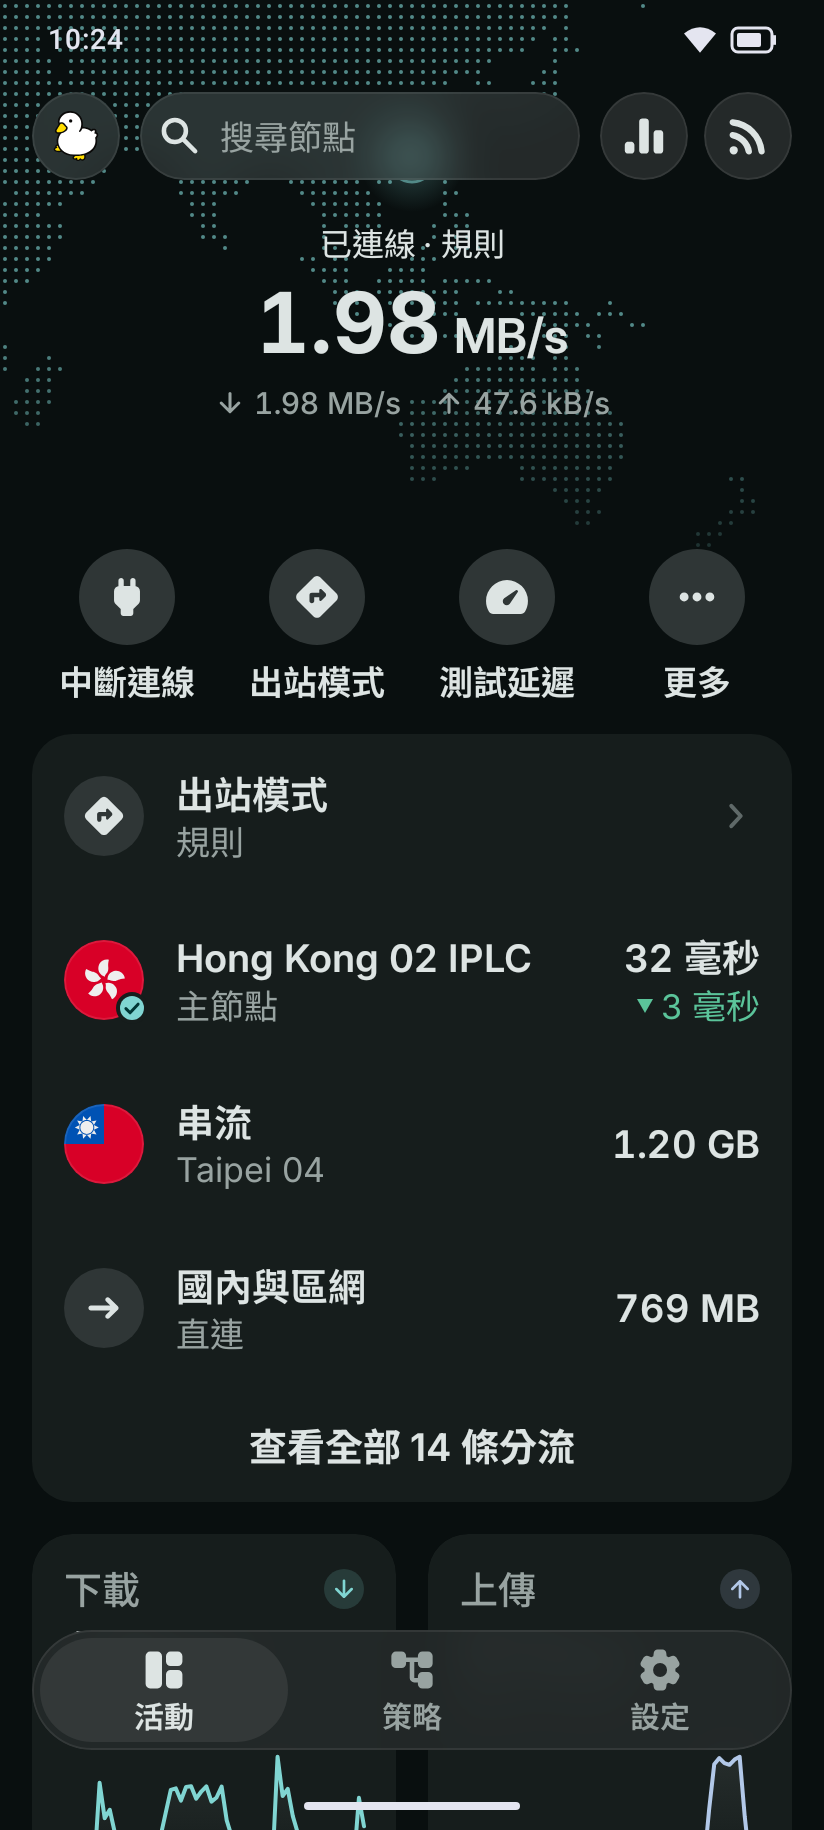 10:24
搜尋節點
已連線 · 規則
1.98 MB/s
↓ 1.98 MB/s ↑ 47.6 kB/s
中斷連線 出站模式 測試延遲 更多
出站模式
規則
Hong Kong 02 IPLC 32 毫秒
主節點 ▼3 毫秒
串流
Taipei 04 1.20 GB
國內與區網
直連 769 MB
查看全部 14 條分流
下載 上傳
活動 策略 設定